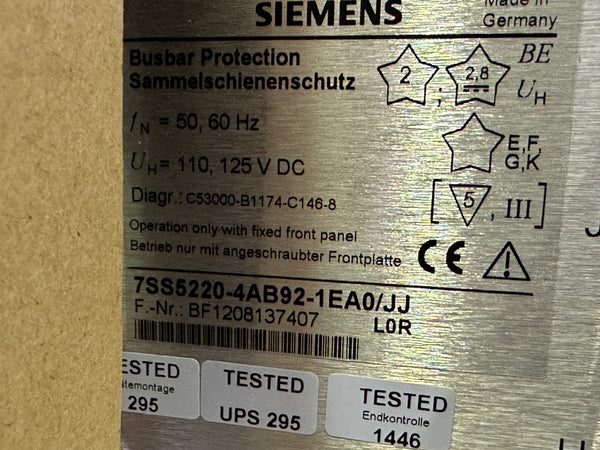 SIEMENS
Made in
Germany
Busbar Protection
Sammelschienenschutz
2 ; 2,8
BE
UH
fN = 50, 60 Hz
E,F,
G,K
UH = 110, 125 V DC
Diagr.: C53000-B1174-C146-8
[ 5 , III ]
Operation only with fixed front panel
Betrieb nur mit angeschraubter Frontplatte
CE
7SS5220-4AB92-1EA0/JJ
F.-Nr.: BF1208137407
L0R
ESTED
ätemontage
295
TESTED
UPS 295
TESTED
Endkontrolle
1446